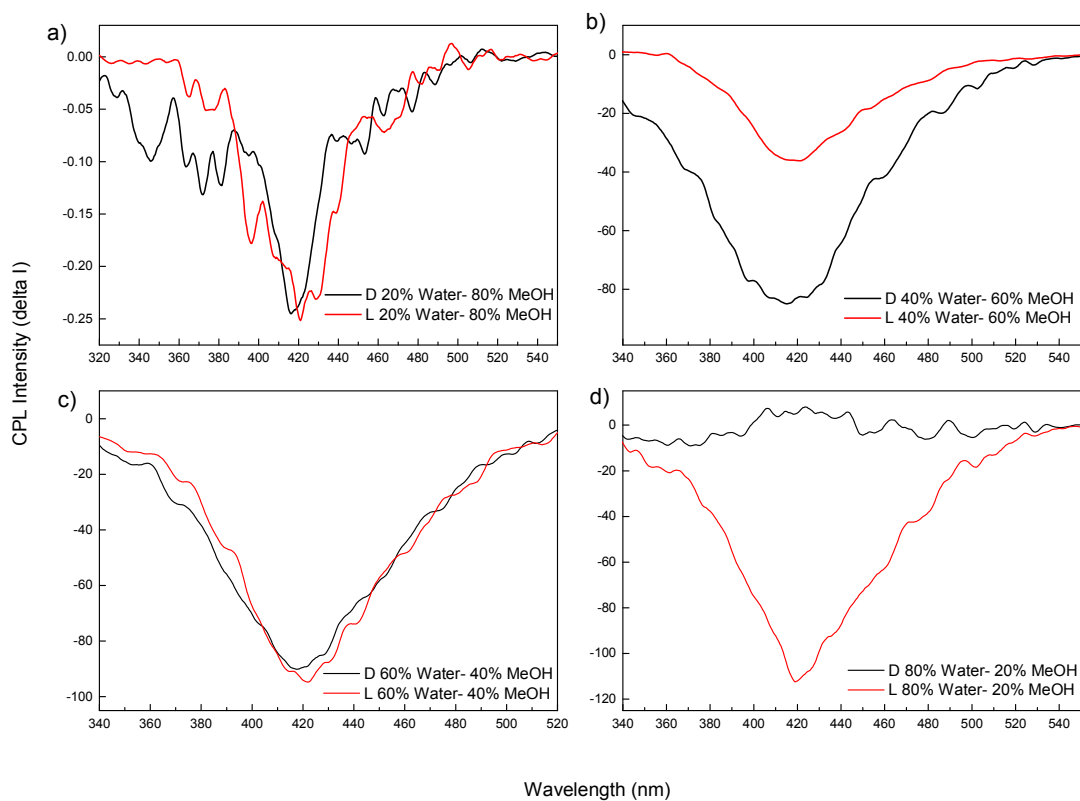 a)
0.00
-0.05
-0.10
-0.15
-0.20
-0.25
320 340 360 380 400 420 440 460 480 500 520 540
D 20% Water- 80% MeOH
L 20% Water- 80% MeOH
b)
0
-20
-40
-60
-80
340 360 380 400 420 440 460 480 500 520 540
D 40% Water- 60% MeOH
L 40% Water- 60% MeOH
CPL Intensity (delta I)
c)
0
-20
-40
-60
-80
-100
340 360 380 400 420 440 460 480 500 520
D 60% Water- 40% MeOH
L 60% Water- 40% MeOH
d)
0
-20
-40
-60
-80
-100
-120
340 360 380 400 420 440 460 480 500 520 540
D 80% Water- 20% MeOH
L 80% Water- 20% MeOH
Wavelength (nm)